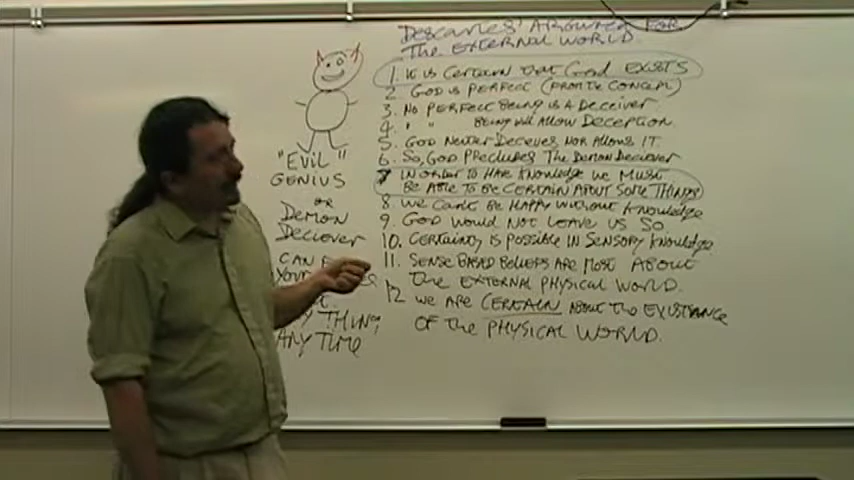 Descartes' Argument For
The External World
1. It is Certain that God Exists
2. God is Perfect (From the Concept)
3. No Perfect Being is a Deceiver
4. " " Being will Allow Deception.
5. God Neither Decieves Nor Allows It.
6. So, God Precludes The Demon Deciever
7 In order to Have Knowledge we Must
Be Able to Be Certain About Some Things
8. We Can't Be Happy without Knowledge
9. God Would Not Leave Us So
10. Certainty is Possible In Sensory Knowledge
11. Sense Based Beliefs Are Most About
The External Physical World.
12 We Are Certain About the Existance
Of the Physical World.
"Evil"
Genius
or
Demon
Deciever
Can
Your
Thing
Any Time